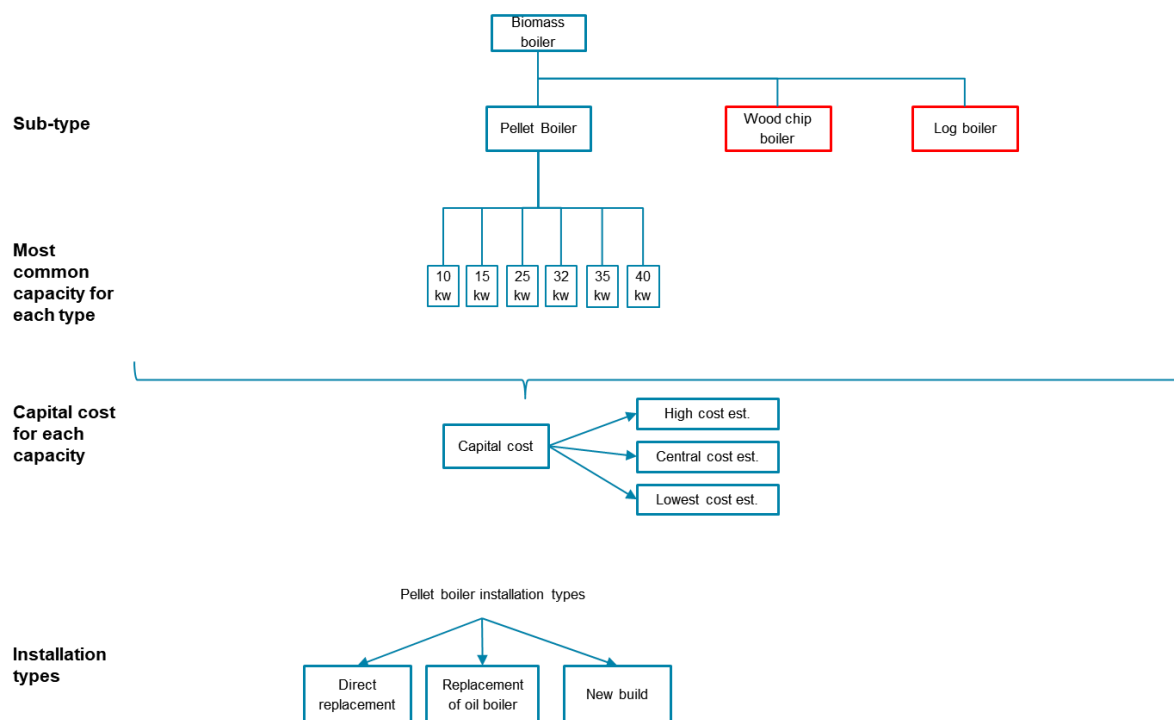 Biomass
boiler
Sub-type
Pellet Boiler
Wood chip
boiler
Log boiler
Most
common
capacity for
each type
10
kw
15
kw
25
kw
32
kw
35
kw
40
kw
Capital cost
for each
capacity
Capital cost
High cost est.
Central cost est.
Lowest cost est.
Pellet boiler installation types
Installation
types
Direct
replacement
Replacement
of oil boiler
New build